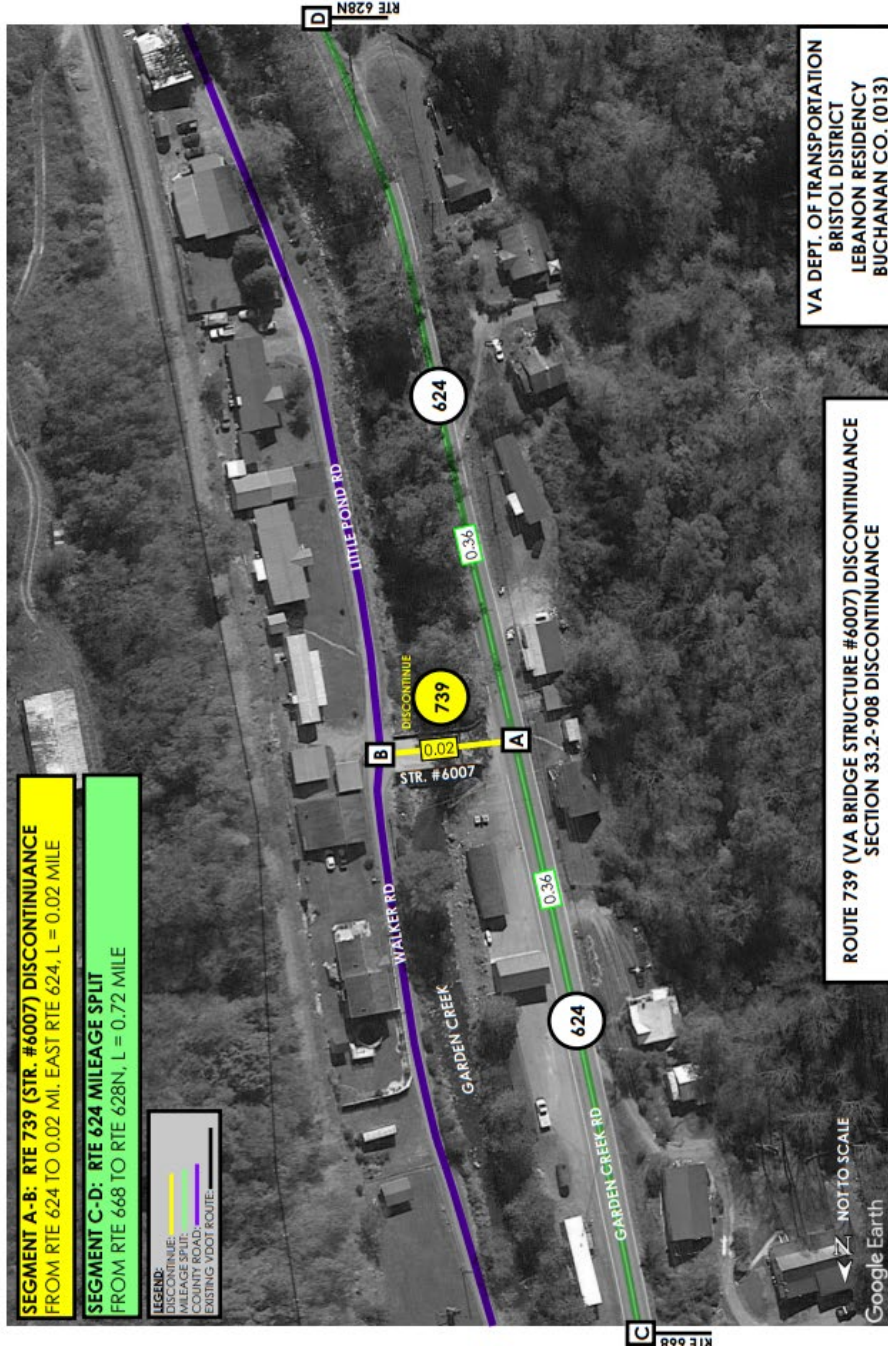 SEGMENT A-B: RTE 739 (STR. #6007) DISCONTINUANCE
FROM RTE 624 TO 0.02 MI. EAST RTE 624, L = 0.02 MILE
SEGMENT C-D: RTE 624 MILEAGE SPLIT
FROM RTE 668 TO RTE 628N, L = 0.72 MILE
LEGEND:
DISCONTINUE:
MILEAGE SPLIT:
COUNTY ROAD:
EXISTING VDOT ROUTE:
D
RTE 628N
LITTLE POND RD
624
0.36
DISCONTINUE
739
B
0.02
A
STR. #6007
WALKER RD
0.36
GARDEN CREEK
624
GARDEN CREEK RD
C
RTE 668
N
NOT TO SCALE
Google Earth
ROUTE 739 (VA BRIDGE STRUCTURE #6007) DISCONTINUANCE
SECTION 33.2-908 DISCONTINUANCE
VA DEPT. OF TRANSPORTATION
BRISTOL DISTRICT
LEBANON RESIDENCY
BUCHANAN CO. (013)